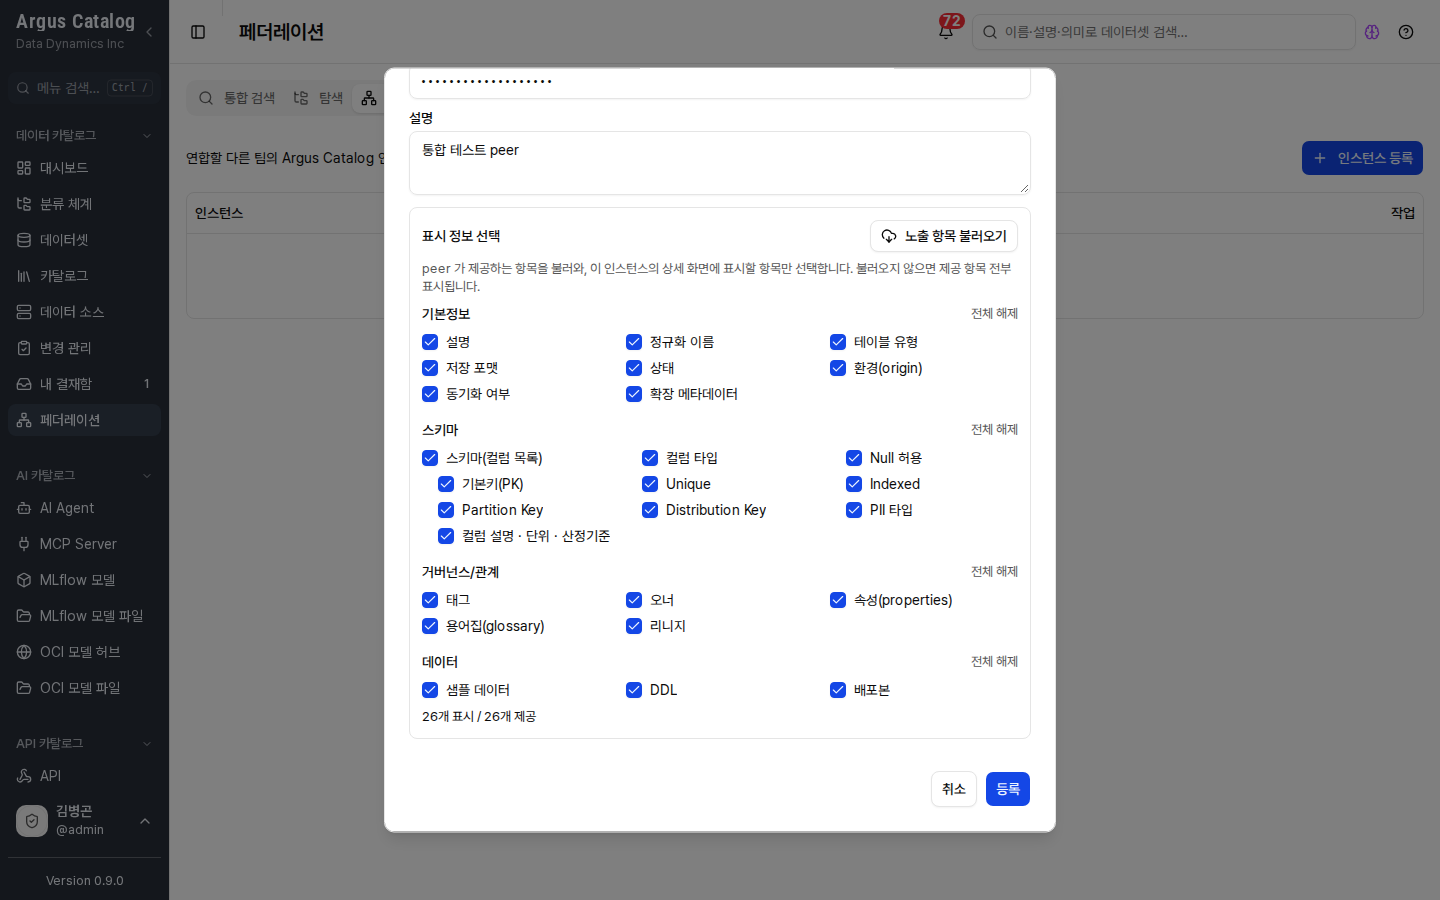 Argus Catalog
Data Dynamics Inc
메뉴 검색...
Ctrl /
데이터 카탈로그
대시보드
분류 체계
데이터셋
카탈로그
데이터 소스
변경 관리
내 결재함
1
페더레이션
AI 카탈로그
AI Agent
MCP Server
MLflow 모델
MLflow 모델 파일
OCI 모델 허브
OCI 모델 파일
API 카탈로그
API
김병곤
@admin
Version 0.9.0
페더레이션
72
이름·설명·의미로 데이터셋 검색...
통합 검색
탐색
연합할 다른 팀의 Argus Catalog
인스턴스 등록
인스턴스
작업
•••••••••••••••••••
설명
통합 테스트 peer
표시 정보 선택
노출 항목 불러오기
peer 가 제공하는 항목을 불러와, 이 인스턴스의 상세 화면에 표시할 항목만 선택합니다. 불러오지 않으면 제공 항목 전부
표시됩니다.
기본정보
전체 해제
설명
정규화 이름
테이블 유형
저장 포맷
상태
환경(origin)
동기화 여부
확장 메타데이터
스키마
전체 해제
스키마(컬럼 목록)
컬럼 타입
Null 허용
기본키(PK)
Unique
Indexed
Partition Key
Distribution Key
PII 타입
컬럼 설명 · 단위 · 산정기준
거버넌스/관계
전체 해제
태그
오너
속성(properties)
용어집(glossary)
리니지
데이터
전체 해제
샘플 데이터
DDL
배포본
26개 표시 / 26개 제공
취소
등록